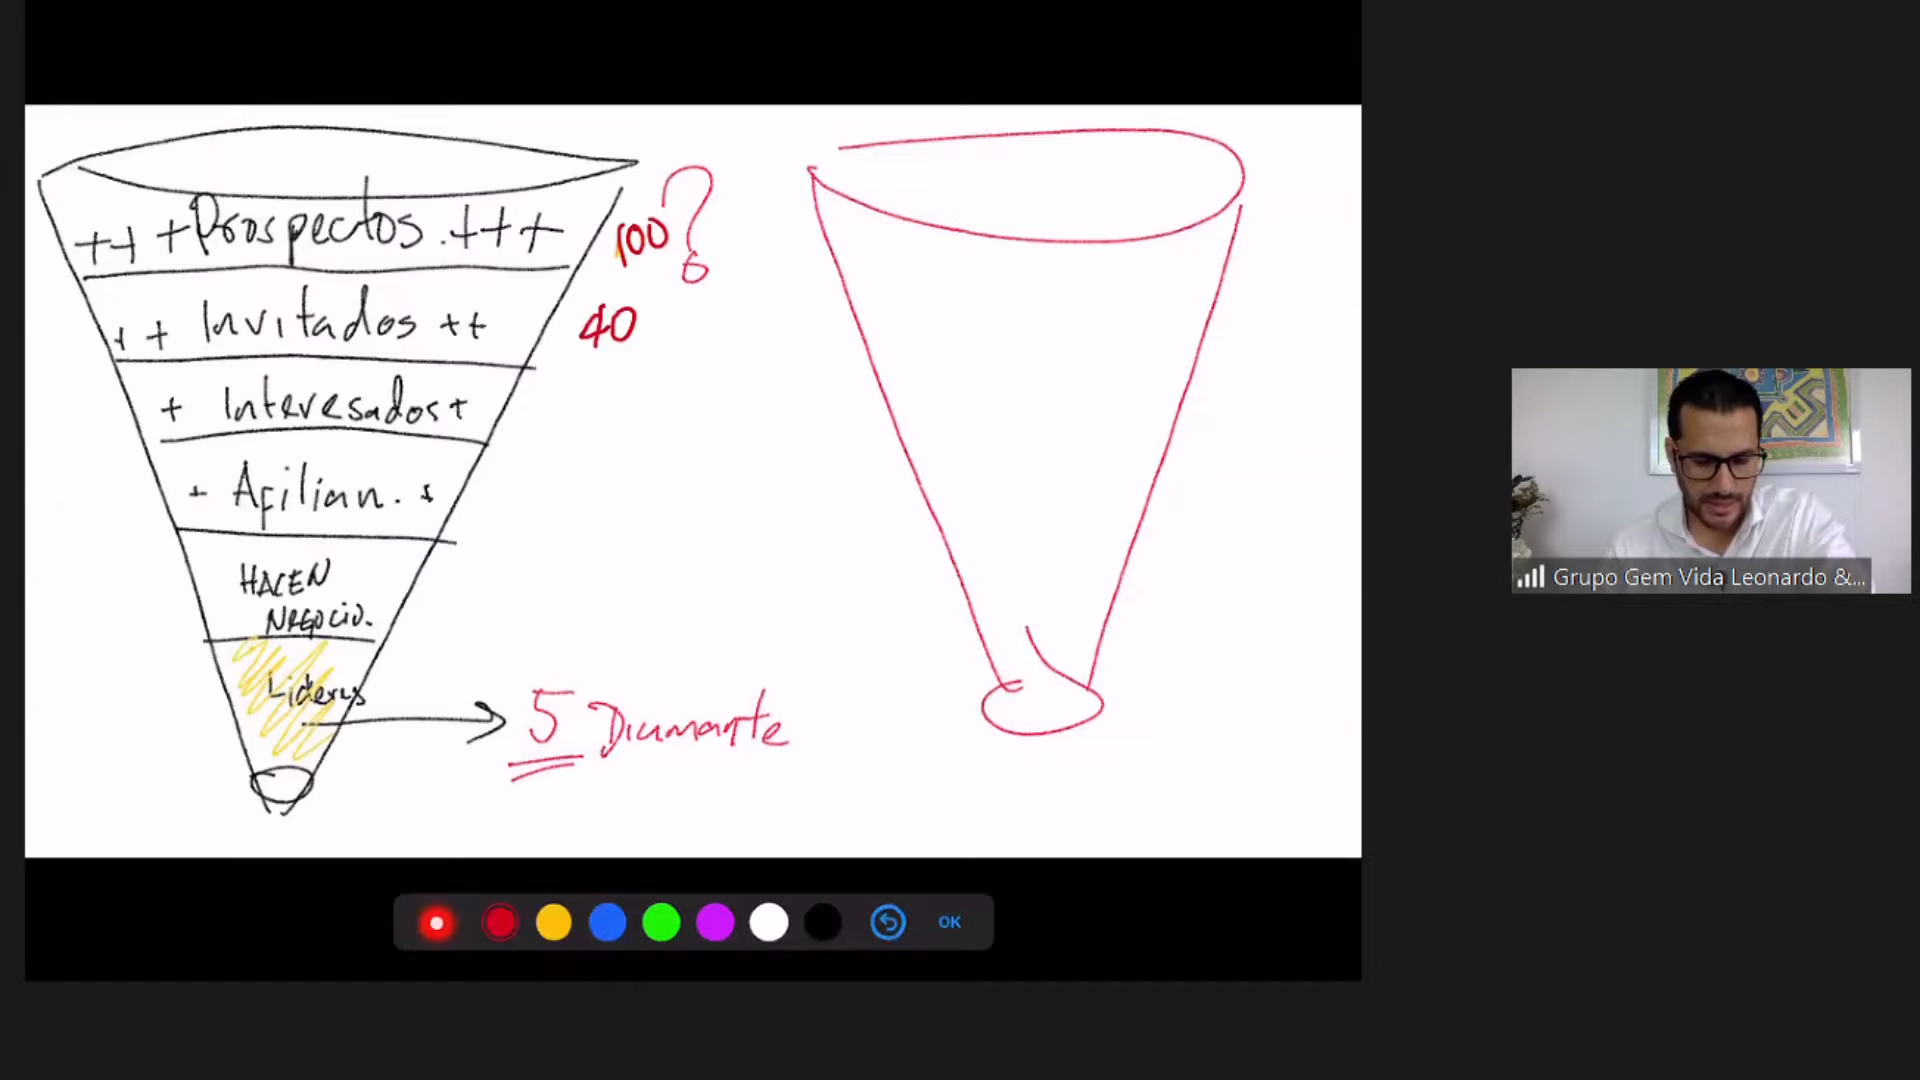 +++ Prospectos. +++
100?
++ Invitados ++
40
+ Interesados +
+ Afilian. +
HACEN
NEGOCIO.
Lideres
5 Diamante
Grupo Gem Vida Leonardo &...
OK